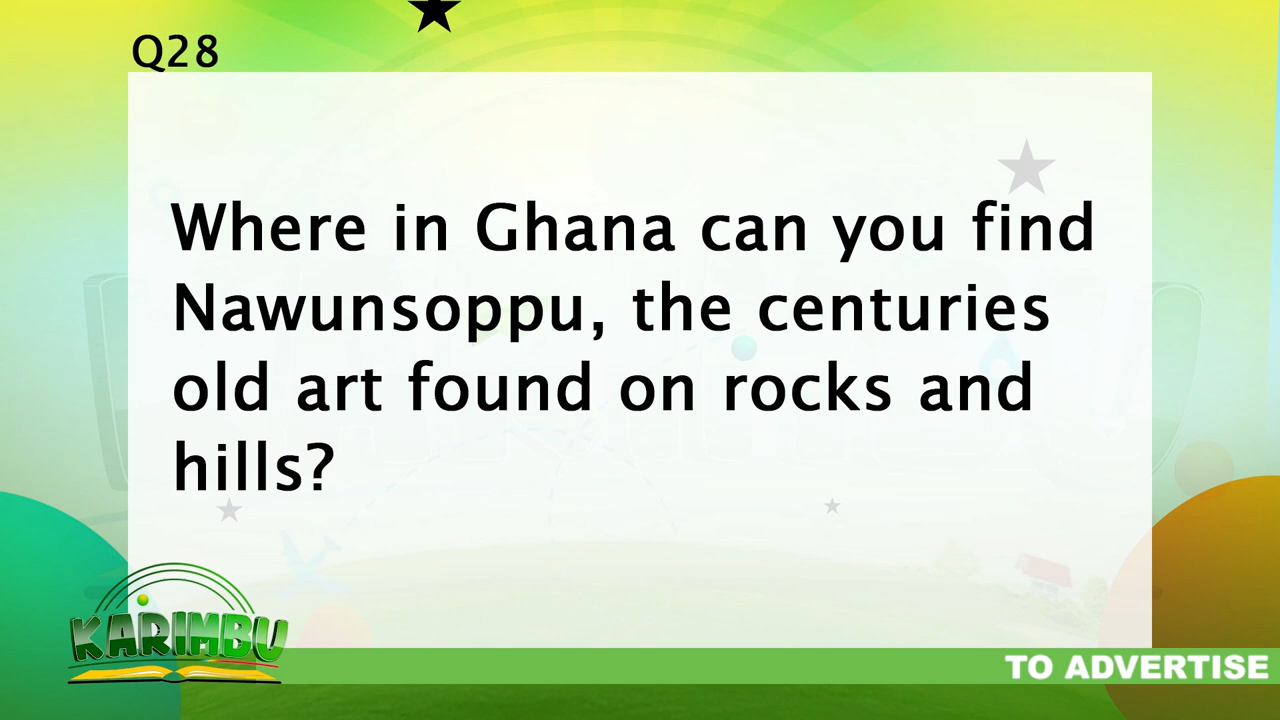 Q28
Where in Ghana can you find
Nawunsoppu, the centuries
old art found on rocks and
hills?
KARIMBU
TO ADVERTISE